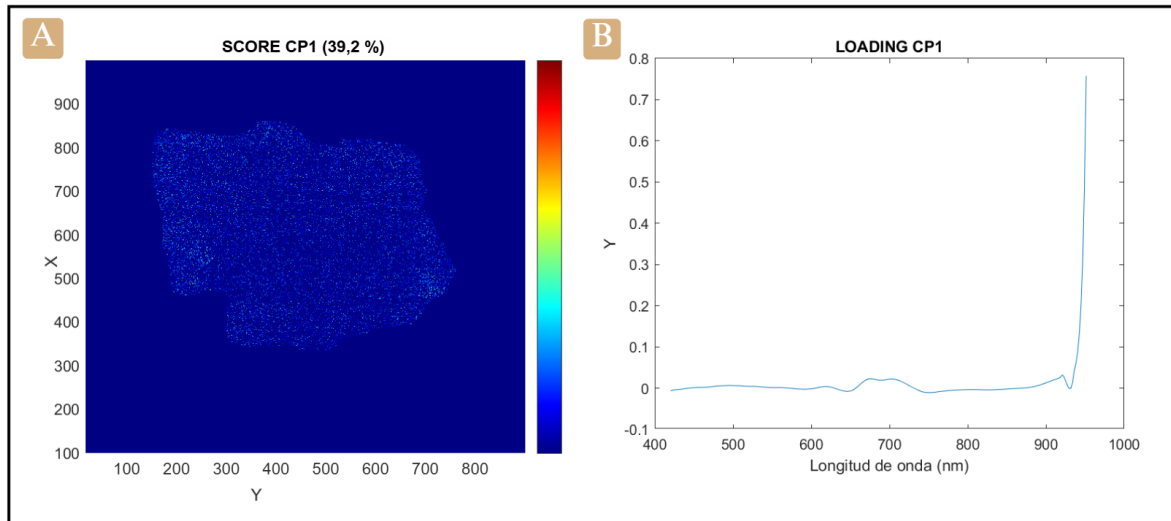 A
SCORE CP1 (39,2 %)
X
900
800
700
600
500
400
300
200
100
100 200 300 400 500 600 700 800
Y
B
LOADING CP1
Y
0.8
0.7
0.6
0.5
0.4
0.3
0.2
0.1
0
-0.1
400 500 600 700 800 900 1000
Longitud de onda (nm)